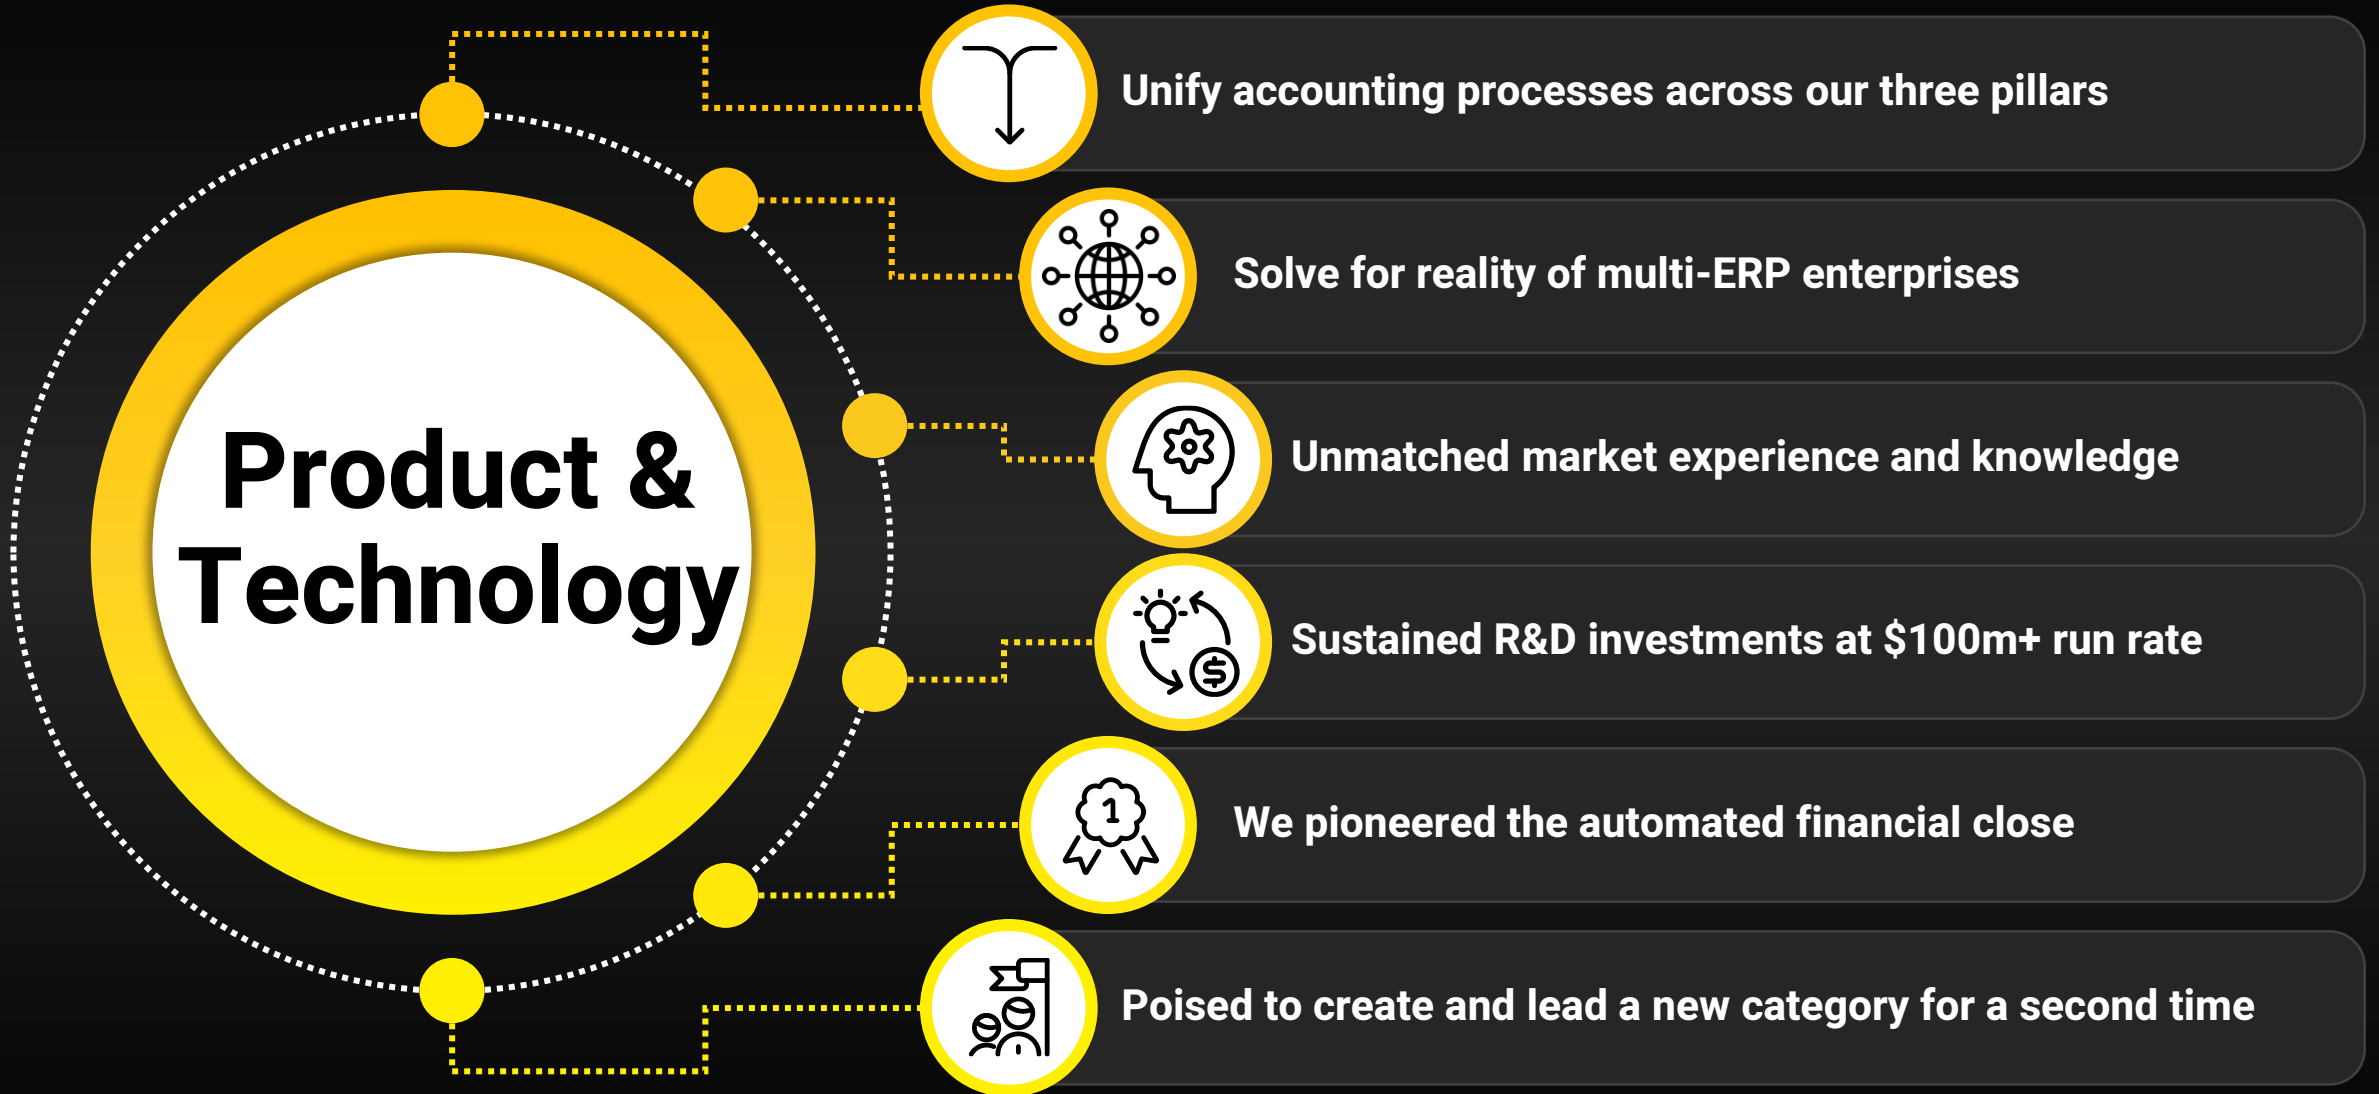 Product &
Technology
Unify accounting processes across our three pillars
Solve for reality of multi-ERP enterprises
Unmatched market experience and knowledge
Sustained R&D investments at $100m+ run rate
$
1
We pioneered the automated financial close
Poised to create and lead a new category for a second time